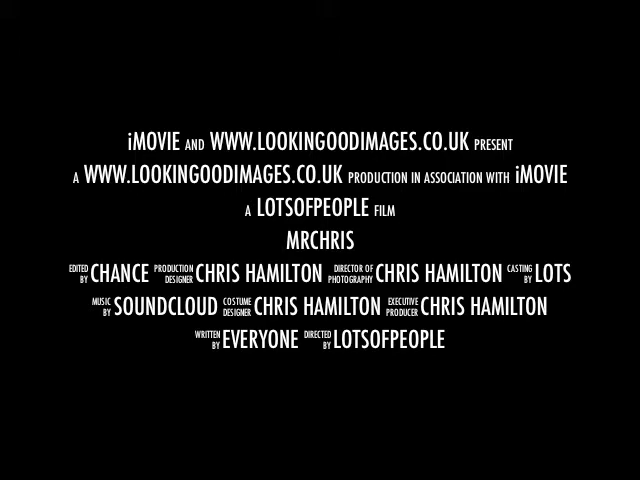 iMOVIE AND WWW.LOOKINGOODIMAGES.CO.UK PRESENT
A WWW.LOOKINGOODIMAGES.CO.UK PRODUCTION IN ASSOCIATION WITH iMOVIE
A LOTSOFPEOPLE FILM
MRCHRIS
EDITED BY CHANCE PRODUCTION DESIGNER CHRIS HAMILTON DIRECTOR OF PHOTOGRAPHY CHRIS HAMILTON CASTING BY LOTS
MUSIC BY SOUNDCLOUD COSTUME DESIGNER CHRIS HAMILTON EXECUTIVE PRODUCER CHRIS HAMILTON
WRITTEN BY EVERYONE DIRECTED BY LOTSOFPEOPLE